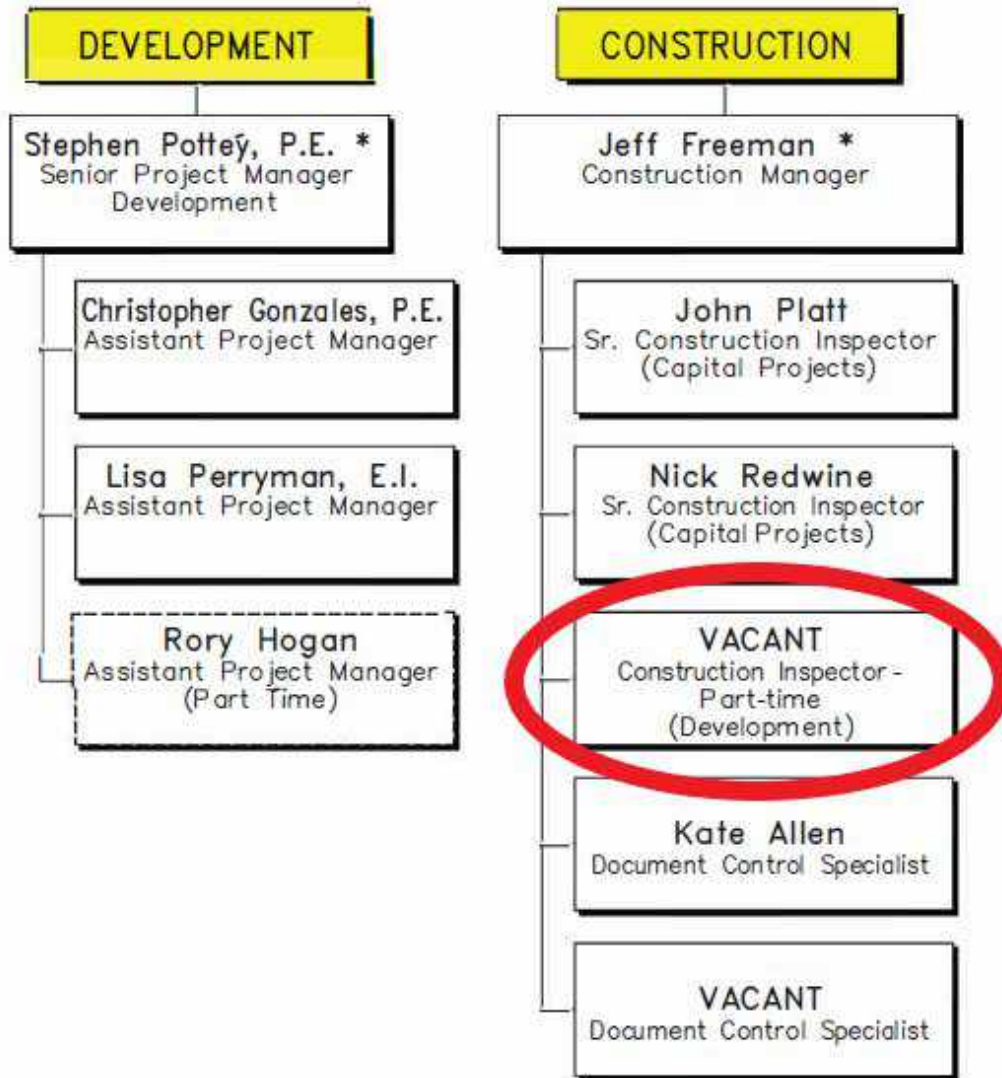 DEVELOPMENT
Stephen Pottey, P.E. *
Senior Project Manager
Development
Christopher Gonzales, P.E.
Assistant Project Manager
Lisa Perryman, E.I.
Assistant Project Manager
Rory Hogan
Assistant Project Manager
(Part Time)
CONSTRUCTION
Jeff Freeman *
Construction Manager
John Platt
Sr. Construction Inspector
(Capital Projects)
Nick Redwine
Sr. Construction Inspector
(Capital Projects)
VACANT
Construction Inspector-
Part-time
(Development)
Kate Allen
Document Control Specialist
VACANT
Document Control Specialist